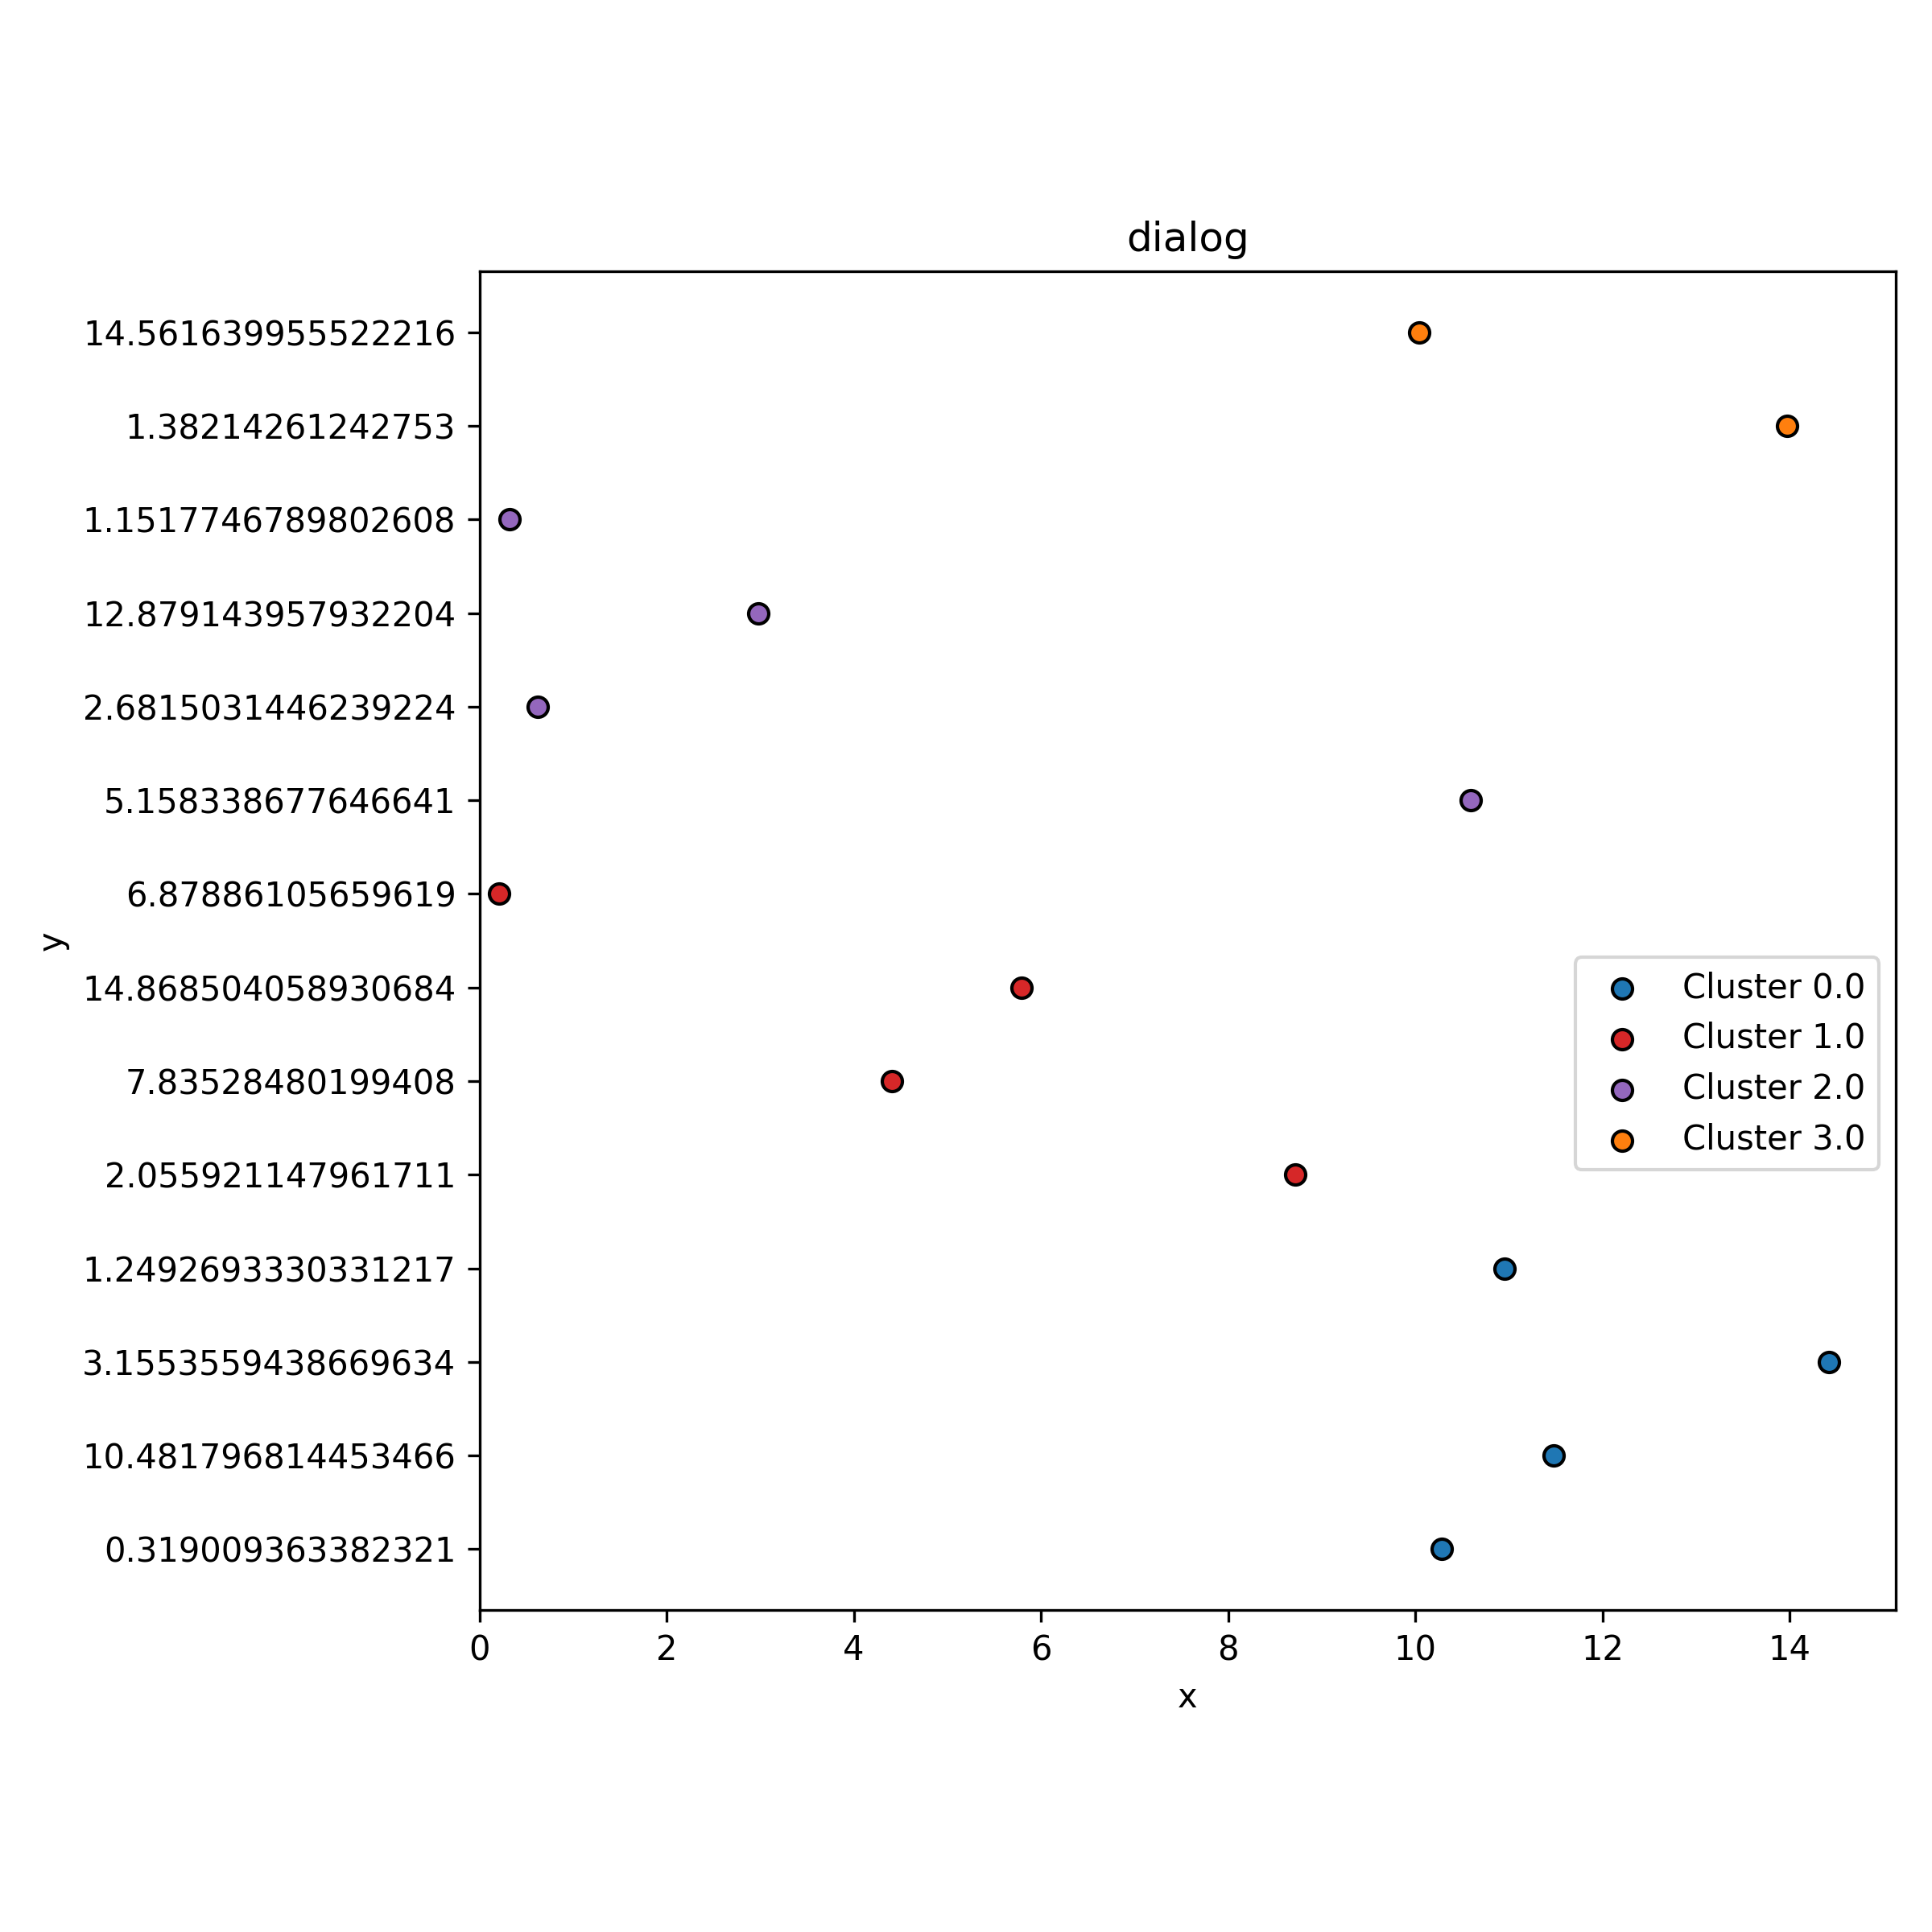 dialog
14.561639955522216
1.38214261242753
1.1517746789802608
12.879143957932204
2.6815031446239224
5.158338677646641
6.87886105659619
14.868504058930684
7.83528480199408
2.055921147961711
1.2492693330331217
3.1553559438669634
10.481796814453466
0.319009363382321
y
Cluster 0.0
Cluster 1.0
Cluster 2.0
Cluster 3.0
0 2 4 6 8 10 12 14
x